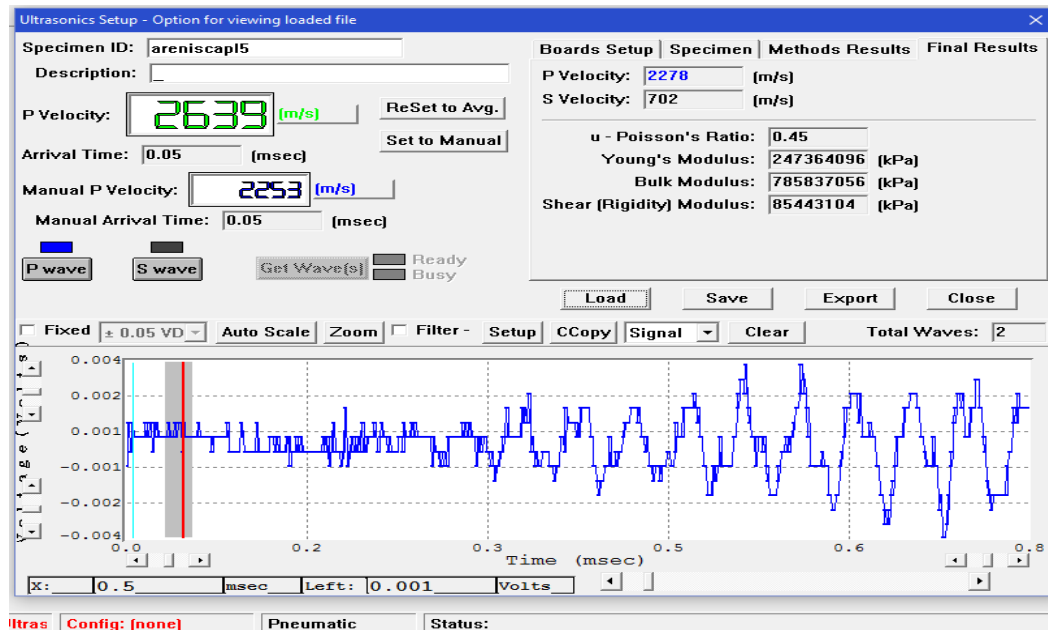 Ultrasonics Setup - Option for viewing loaded file
Specimen ID: areniscapl5
Description: _
P Velocity: 2639 (m/s)
ReSet to Avg.
Set to Manual
Arrival Time: 0.05 (msec)
Manual P Velocity: 2253 (m/s)
Manual Arrival Time: 0.05 (msec)
P wave S wave Get Wave(s) Ready
Busy
Boards Setup Specimen Methods Results Final Results
P Velocity: 2278 (m/s)
S Velocity: 702 (m/s)
u - Poisson's Ratio: 0.45
Young's Modulus: 247364096 (kPa)
Bulk Modulus: 785837056 (kPa)
Shear (Rigidity) Modulus: 85443104 (kPa)
Load Save Export Close
Fixed ± 0.05 VD Auto Scale Zoom Filter - Setup CCopy Signal Clear Total Waves: 2
0.004
0.002
0.001
-0.001
-0.002
-0.004
0.0 0.2 0.3 0.5 0.6 0.8
Time (msec)
X: 0.5 msec Left: 0.001 Volts
Ultras Config: (none) Pneumatic Status: